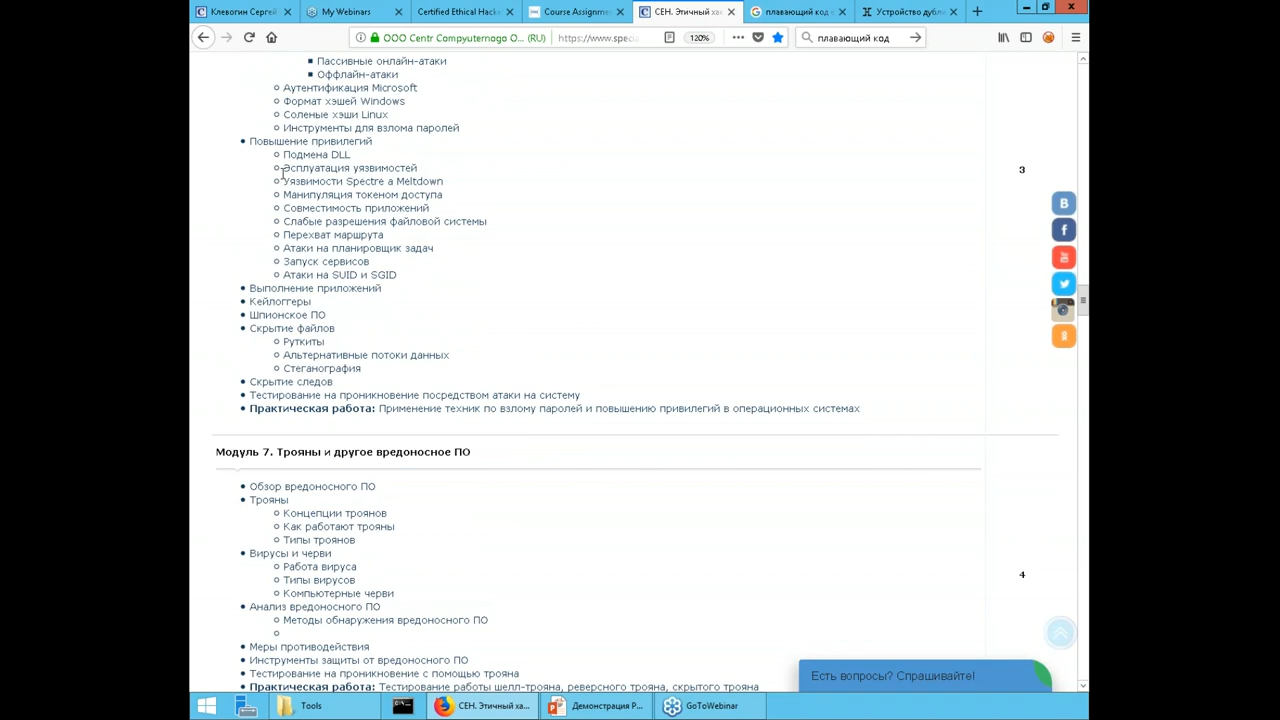 Клевогин Сергей
My Webinars
Certified Ethical Hack
Course Assignme
CEH. Этичный ха
плавающий код
Устройство дубл
ООО Centr Compyuternogo O... (RU)
https://www.speci
120%
плавающий код
Пассивные онлайн-атаки
Оффлайн-атаки
Аутентификация Microsoft
Формат хэшей Windows
Соленые хэши Linux
Инструменты для взлома паролей
Повышение привилегий
Подмена DLL
Эсплуатация уязвимостей
Уязвимости Spectre а Meltdown
Манипуляция токеном доступа
Совместимость приложений
Слабые разрешения файловой системы
Перехват маршрута
Атаки на планировщик задач
Запуск сервисов
Атаки на SUID и SGID
Выполнение приложений
Кейлоггеры
Шпионское ПО
Скрытие файлов
Руткиты
Альтернативные потоки данных
Стеганография
Скрытие следов
Тестирование на проникновение посредством атаки на систему
Практическая работа: Применение техник по взлому паролей и повышению привилегий в операционных системах
3
Модуль 7. Трояны и другое вредоносное ПО
Обзор вредоносного ПО
Трояны
Концепции троянов
Как работают трояны
Типы троянов
Вирусы и черви
Работа вируса
Типы вирусов
Компьютерные черви
Анализ вредоносного ПО
Методы обнаружения вредоносного ПО
Меры противодействия
Инструменты защиты от вредоносного ПО
Тестирование на проникновение с помощью трояна
Практическая работа: Тестирование работы шелл-трояна, реверсного трояна, скрытого трояна
4
Есть вопросы? Спрашивайте!
Tools
CEH. Этичный ха...
Демонстрация P...
GoToWebinar